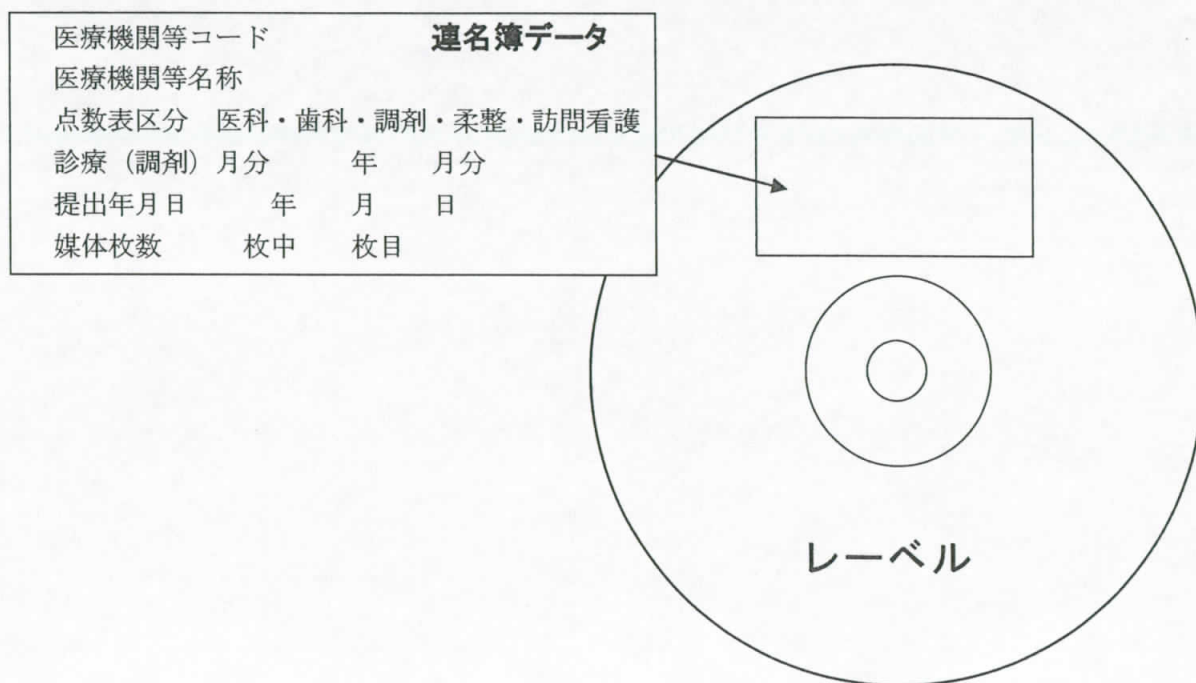 医療機関等コード 連名簿データ
医療機関等名称
点数表区分 医科・歯科・調剤・柔整・訪問看護
診療（調剤）月分 年 月分
提出年月日 年 月 日
媒体枚数 枚中 枚目
レーベル